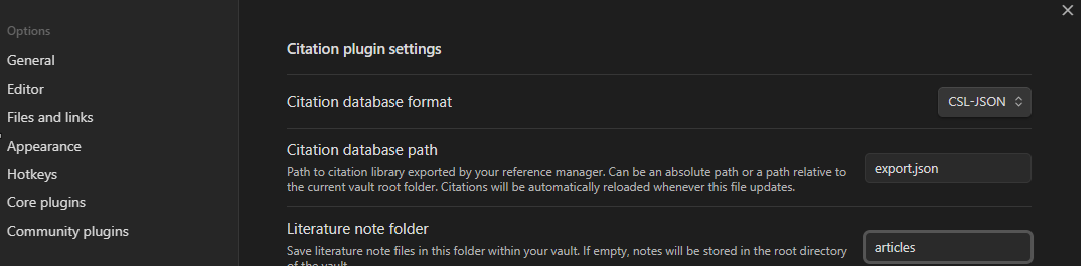 Options
General
Editor
Files and links
Appearance
Hotkeys
Core plugins
Community plugins
Citation plugin settings
Citation database format
CSL-JSON
Citation database path
Path to citation library exported by your reference manager. Can be an absolute path or a path relative to
the current vault root folder. Citations will be automatically reloaded whenever this file updates.
export.json
Literature note folder
Save literature note files in this folder within your vault. If empty, notes will be stored in the root directory
of the vault.
articles